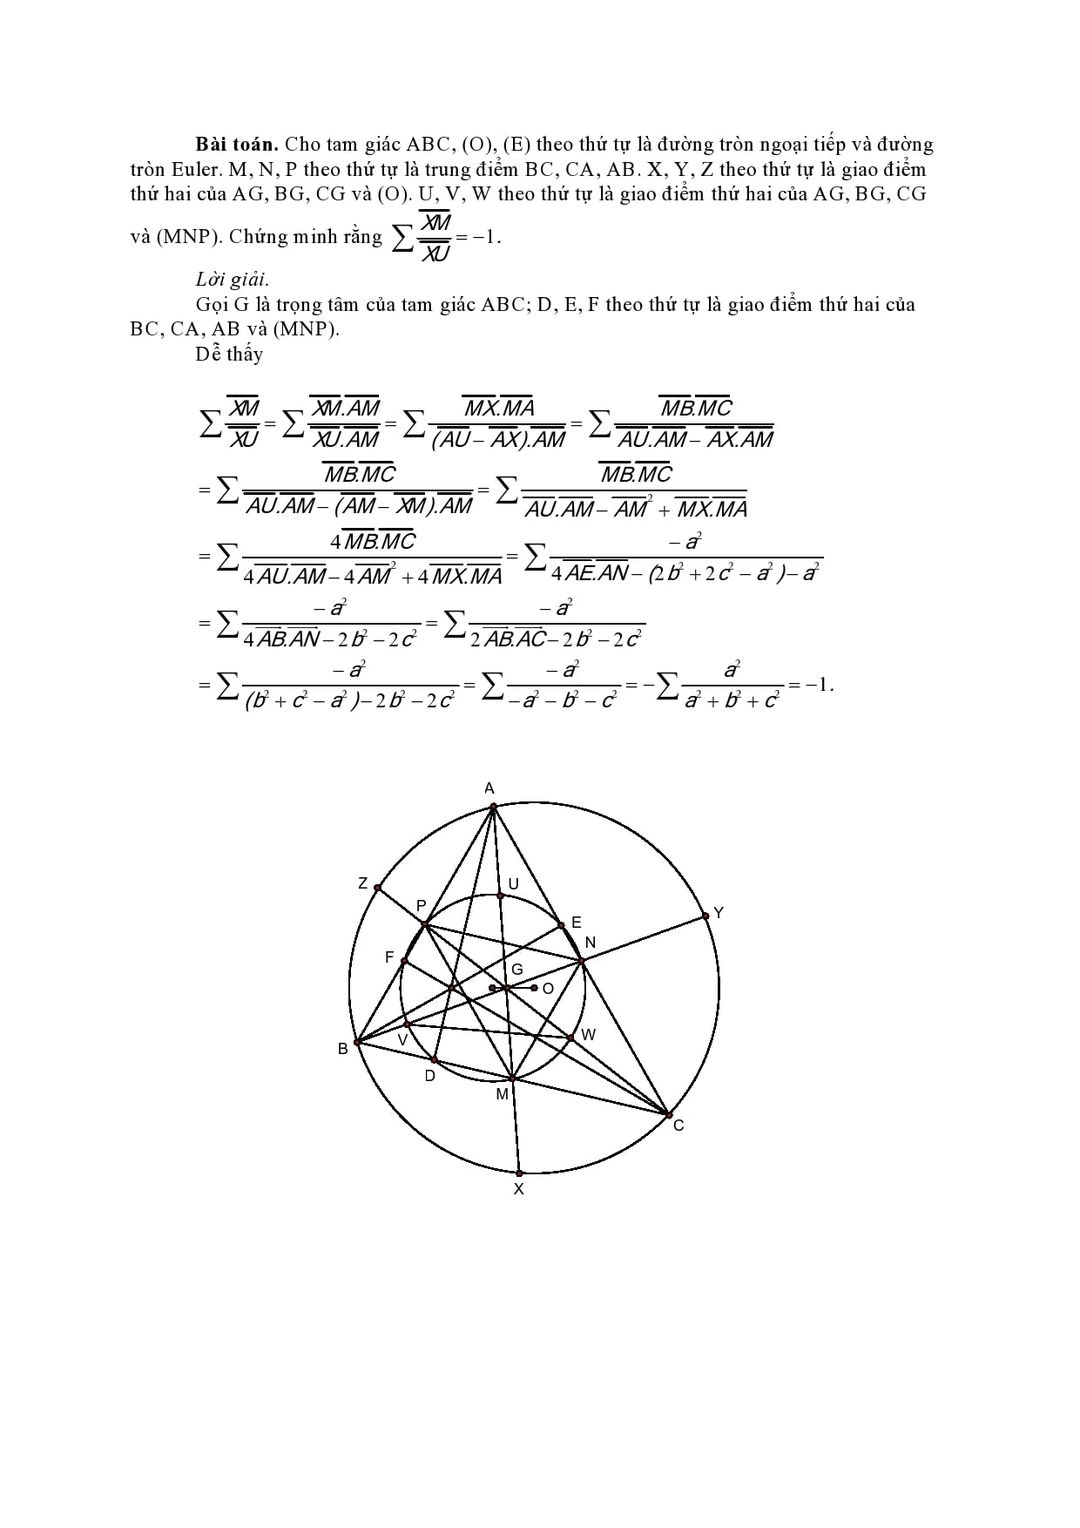 Bài toán. Cho tam giác ABC, (O), (E) theo thứ tự là đường tròn ngoại tiếp và đường
tròn Euler. M, N, P theo thứ tự là trung điểm BC, CA, AB. X, Y, Z theo thứ tự là giao điểm
thứ hai của AG, BG, CG và (O). U, V, W theo thứ tự là giao điểm thứ hai của AG, BG, CG
và (MNP). Chứng minh rằng $\sum \frac{\overline{XM}}{\overline{XU}} = -1$.
Lời giải.
Gọi G là trọng tâm của tam giác ABC; D, E, F theo thứ tự là giao điểm thứ hai của
BC, CA, AB và (MNP).
Dễ thấy
$\sum \frac{\overline{XM}}{\overline{XU}} = \sum \frac{\overline{XM}.\overline{AM}}{\overline{XU}.\overline{AM}} = \sum \frac{\overline{MX}.\overline{MA}}{(\overline{AU} - \overline{AX}).\overline{AM}} = \sum \frac{\overline{MB}.\overline{MC}}{\overline{AU}.\overline{AM} - \overline{AX}.\overline{AM}}$
$= \sum \frac{\overline{MB}.\overline{MC}}{\overline{AU}.\overline{AM} - (\overline{AM} - \overline{XM}).\overline{AM}} = \sum \frac{\overline{MB}.\overline{MC}}{\overline{AU}.\overline{AM} - \overline{AM}^2 + \overline{MX}.\overline{MA}}$
$= \sum \frac{4\overline{MB}.\overline{MC}}{4\overline{AU}.\overline{AM} - 4\overline{AM}^2 + 4\overline{MX}.\overline{MA}} = \sum \frac{-a^2}{4\overline{AE}.\overline{AN} - (2b^2 + 2c^2 - a^2) - a^2}$
$= \sum \frac{-a^2}{4\overrightarrow{AB}.\overrightarrow{AN} - 2b^2 - 2c^2} = \sum \frac{-a^2}{2\overrightarrow{AB}.\overrightarrow{AC} - 2b^2 - 2c^2}$
$= \sum \frac{-a^2}{(b^2 + c^2 - a^2) - 2b^2 - 2c^2} = \sum \frac{-a^2}{-a^2 - b^2 - c^2} = -\sum \frac{a^2}{a^2 + b^2 + c^2} = -1.$
A
Z
U
P
Y
E
N
F
G
O
V
W
B
D
M
C
X